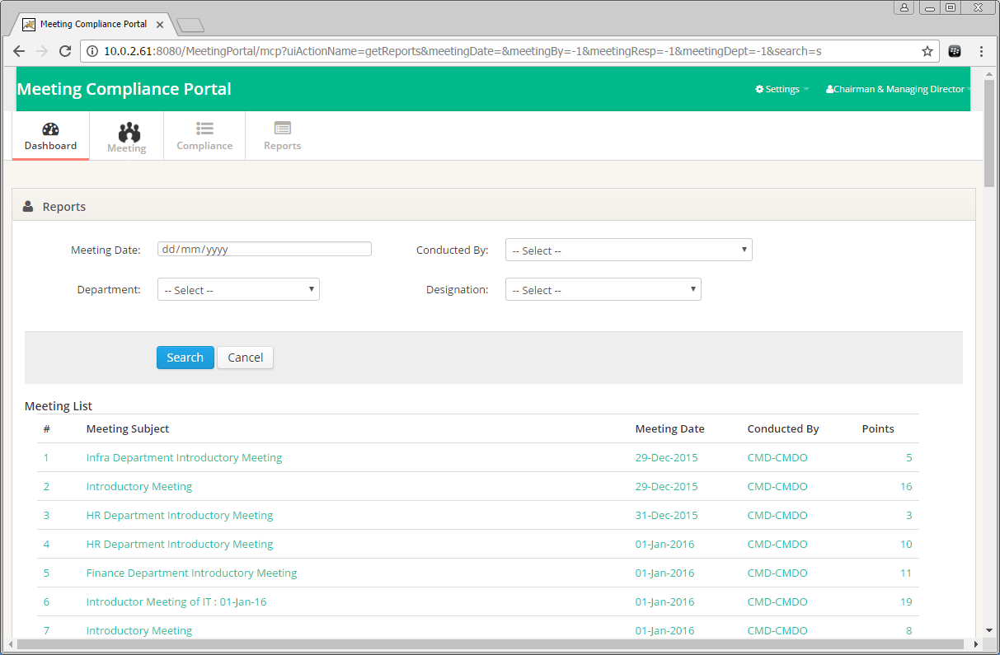 Meeting Compliance Portal
10.0.2.61:8080/MeetingPortal/mcp?uiActionName=getReports&meetingDate=&meetingBy=-1&meetingResp=-1&meetingDept=-1&search=s
Meeting Compliance Portal Settings Chairman & Managing Director
Dashboard Meeting Compliance Reports
Reports
Meeting Date: dd/mm/yyyy Conducted By: -- Select --
Department: -- Select -- Designation: -- Select --
Search Cancel
Meeting List
# Meeting Subject Meeting Date Conducted By Points
1 Infra Department Introductory Meeting 29-Dec-2015 CMD-CMDO 5
2 Introductory Meeting 29-Dec-2015 CMD-CMDO 16
3 HR Department Introductory Meeting 31-Dec-2015 CMD-CMDO 3
4 HR Department Introductory Meeting 01-Jan-2016 CMD-CMDO 10
5 Finance Department Introductory Meeting 01-Jan-2016 CMD-CMDO 11
6 Introductor Meeting of IT : 01-Jan-16 01-Jan-2016 CMD-CMDO 19
7 Introductory Meeting 01-Jan-2016 CMD-CMDO 8